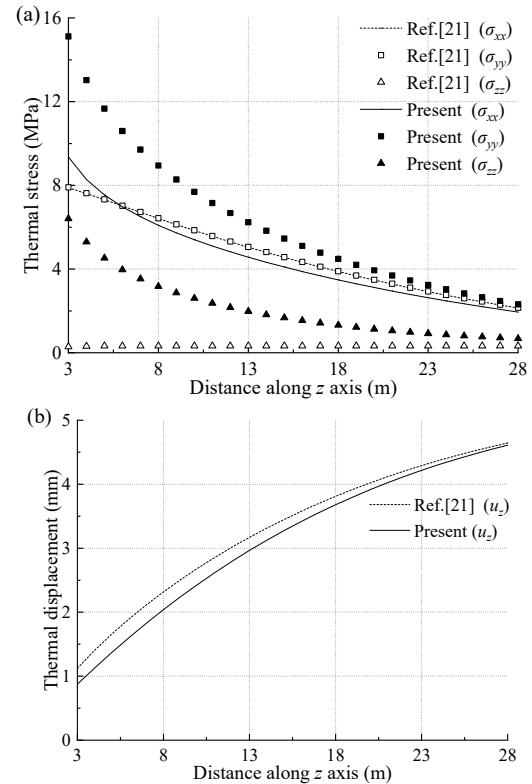 (a)
16
12
8
4
0
Thermal stress (MPa)
Ref.[21] (σxx)
Ref.[21] (σyy)
Ref.[21] (σzz)
Present (σxx)
Present (σyy)
Present (σzz)
3 8 13 18 23 28
Distance along z axis (m)
(b)
5
4
3
2
1
0
Thermal displacement (mm)
Ref.[21] (uz)
Present (uz)
3 8 13 18 23 28
Distance along z axis (m)